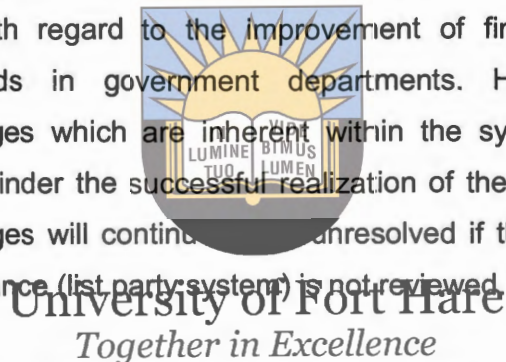 th regard to the improvement of fin
ds in government departments. H
ges which are inherent within the sy
inder the successful realization of the
ges will continu unresolved if t
nce (list party system) is not reviewed.
LUMINE BIMUS
TUO LUMEN
University of Fort Hare
Together in Excellence